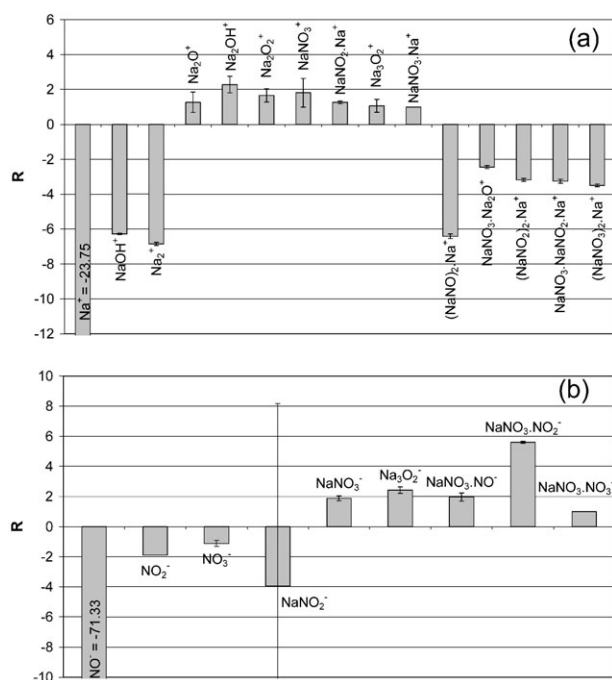 (a)
R
6
4
2
0
-2
-4
-6
-8
-10
-12
Na⁺ = -23.75
NaOH⁺
Na₂⁺
Na₂O⁺
Na₂OH⁺
Na₂O₂⁺
NaNO₃⁺
NaNO₂.Na⁺
Na₃O₂⁺
NaNO₃.Na⁺
(NaNO)₂.Na⁺
NaNO₃.Na₂O⁺
(NaNO₂)₂.Na⁺
NaNO₃.NaNO₂.Na⁺
(NaNO₃)₂.Na⁺
(b)
R
10
8
6
4
2
0
-2
-4
-6
-8
-10
NO⁻ = -71.33
NO₂⁻
NO₃⁻
NaNO₂⁻
NaNO₃⁻
Na₃O₂⁻
NaNO₃.NO⁻
NaNO₃.NO₂⁻
NaNO₃.NO₃⁻